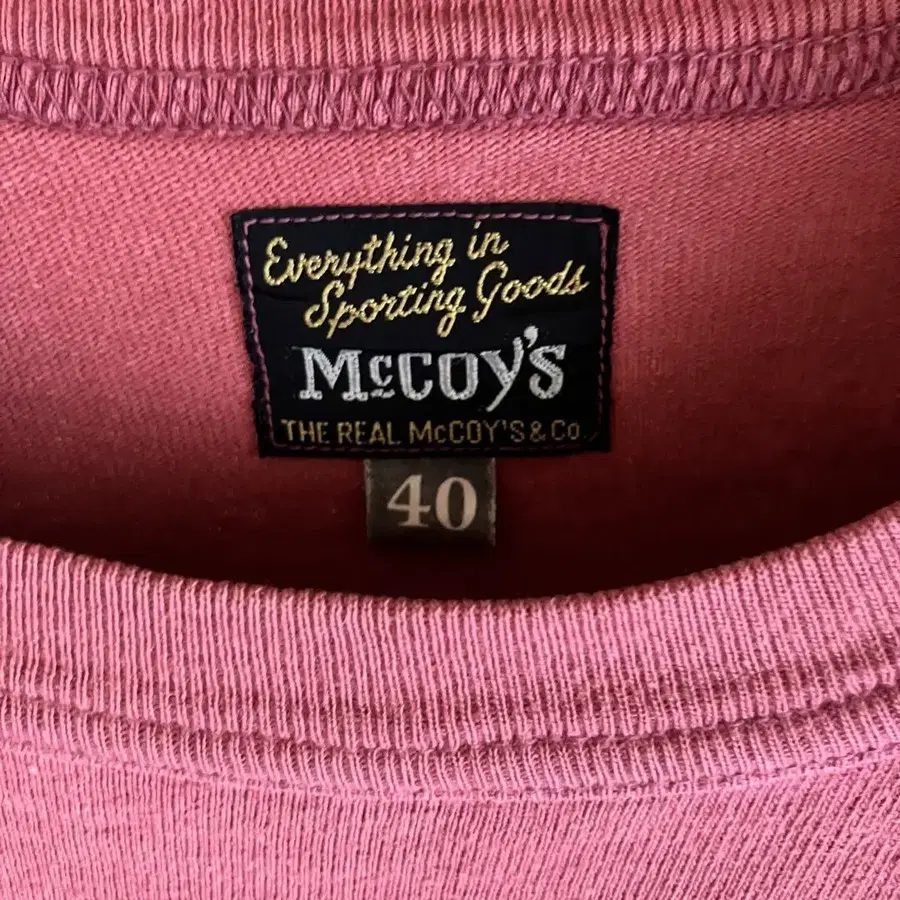 Everything in
Sporting Goods
McCOY'S
THE REAL McCOY'S & Co.
40